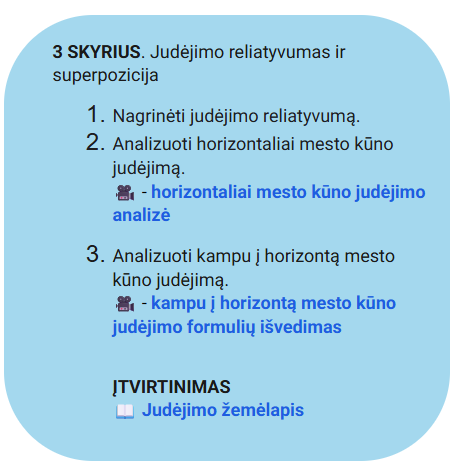 3 SKYRIUS. Judėjimo reliatyvumas ir
superpozicija
1. Nagrinėti judėjimo reliatyvumą.
2. Analizuoti horizontaliai mesto kūno
judėjimą.
🎥 - horizontaliai mesto kūno judėjimo
analizė
3. Analizuoti kampu į horizontą mesto
kūno judėjimą.
🎥 - kampu į horizontą mesto kūno
judėjimo formulių išvedimas
ĮTVIRTINIMAS
📖 Judėjimo žemėlapis